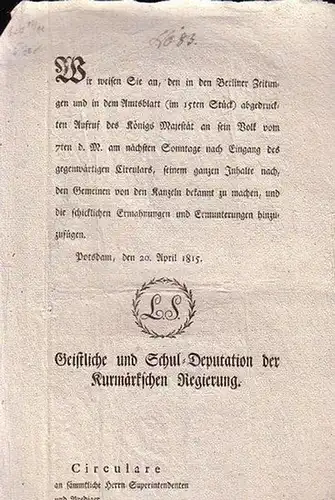 Wir weisen Sie an, den in den Berliner Zeitun-
gen und in dem Amtsblatt (im 15ten Stück) abgedruck-
ten Aufruf des Königs Majestät an sein Volk vom
7ten d. M. am nächsten Sonntage nach Eingang des
gegenwärtigen Circulars, seinem ganzen Inhalte nach,
den Gemeinen von den Kanzeln bekannt zu machen, und
die schicklichen Ermahnungen und Ermunterungen hinzu-
zufügen.
Potsdam, den 20. April 1815.
L. S.
Geistliche und Schul-Deputation der
Kurmärkschen Regierung.
Circulare
an sämmtliche Herrn Superintendenten
und Prediger